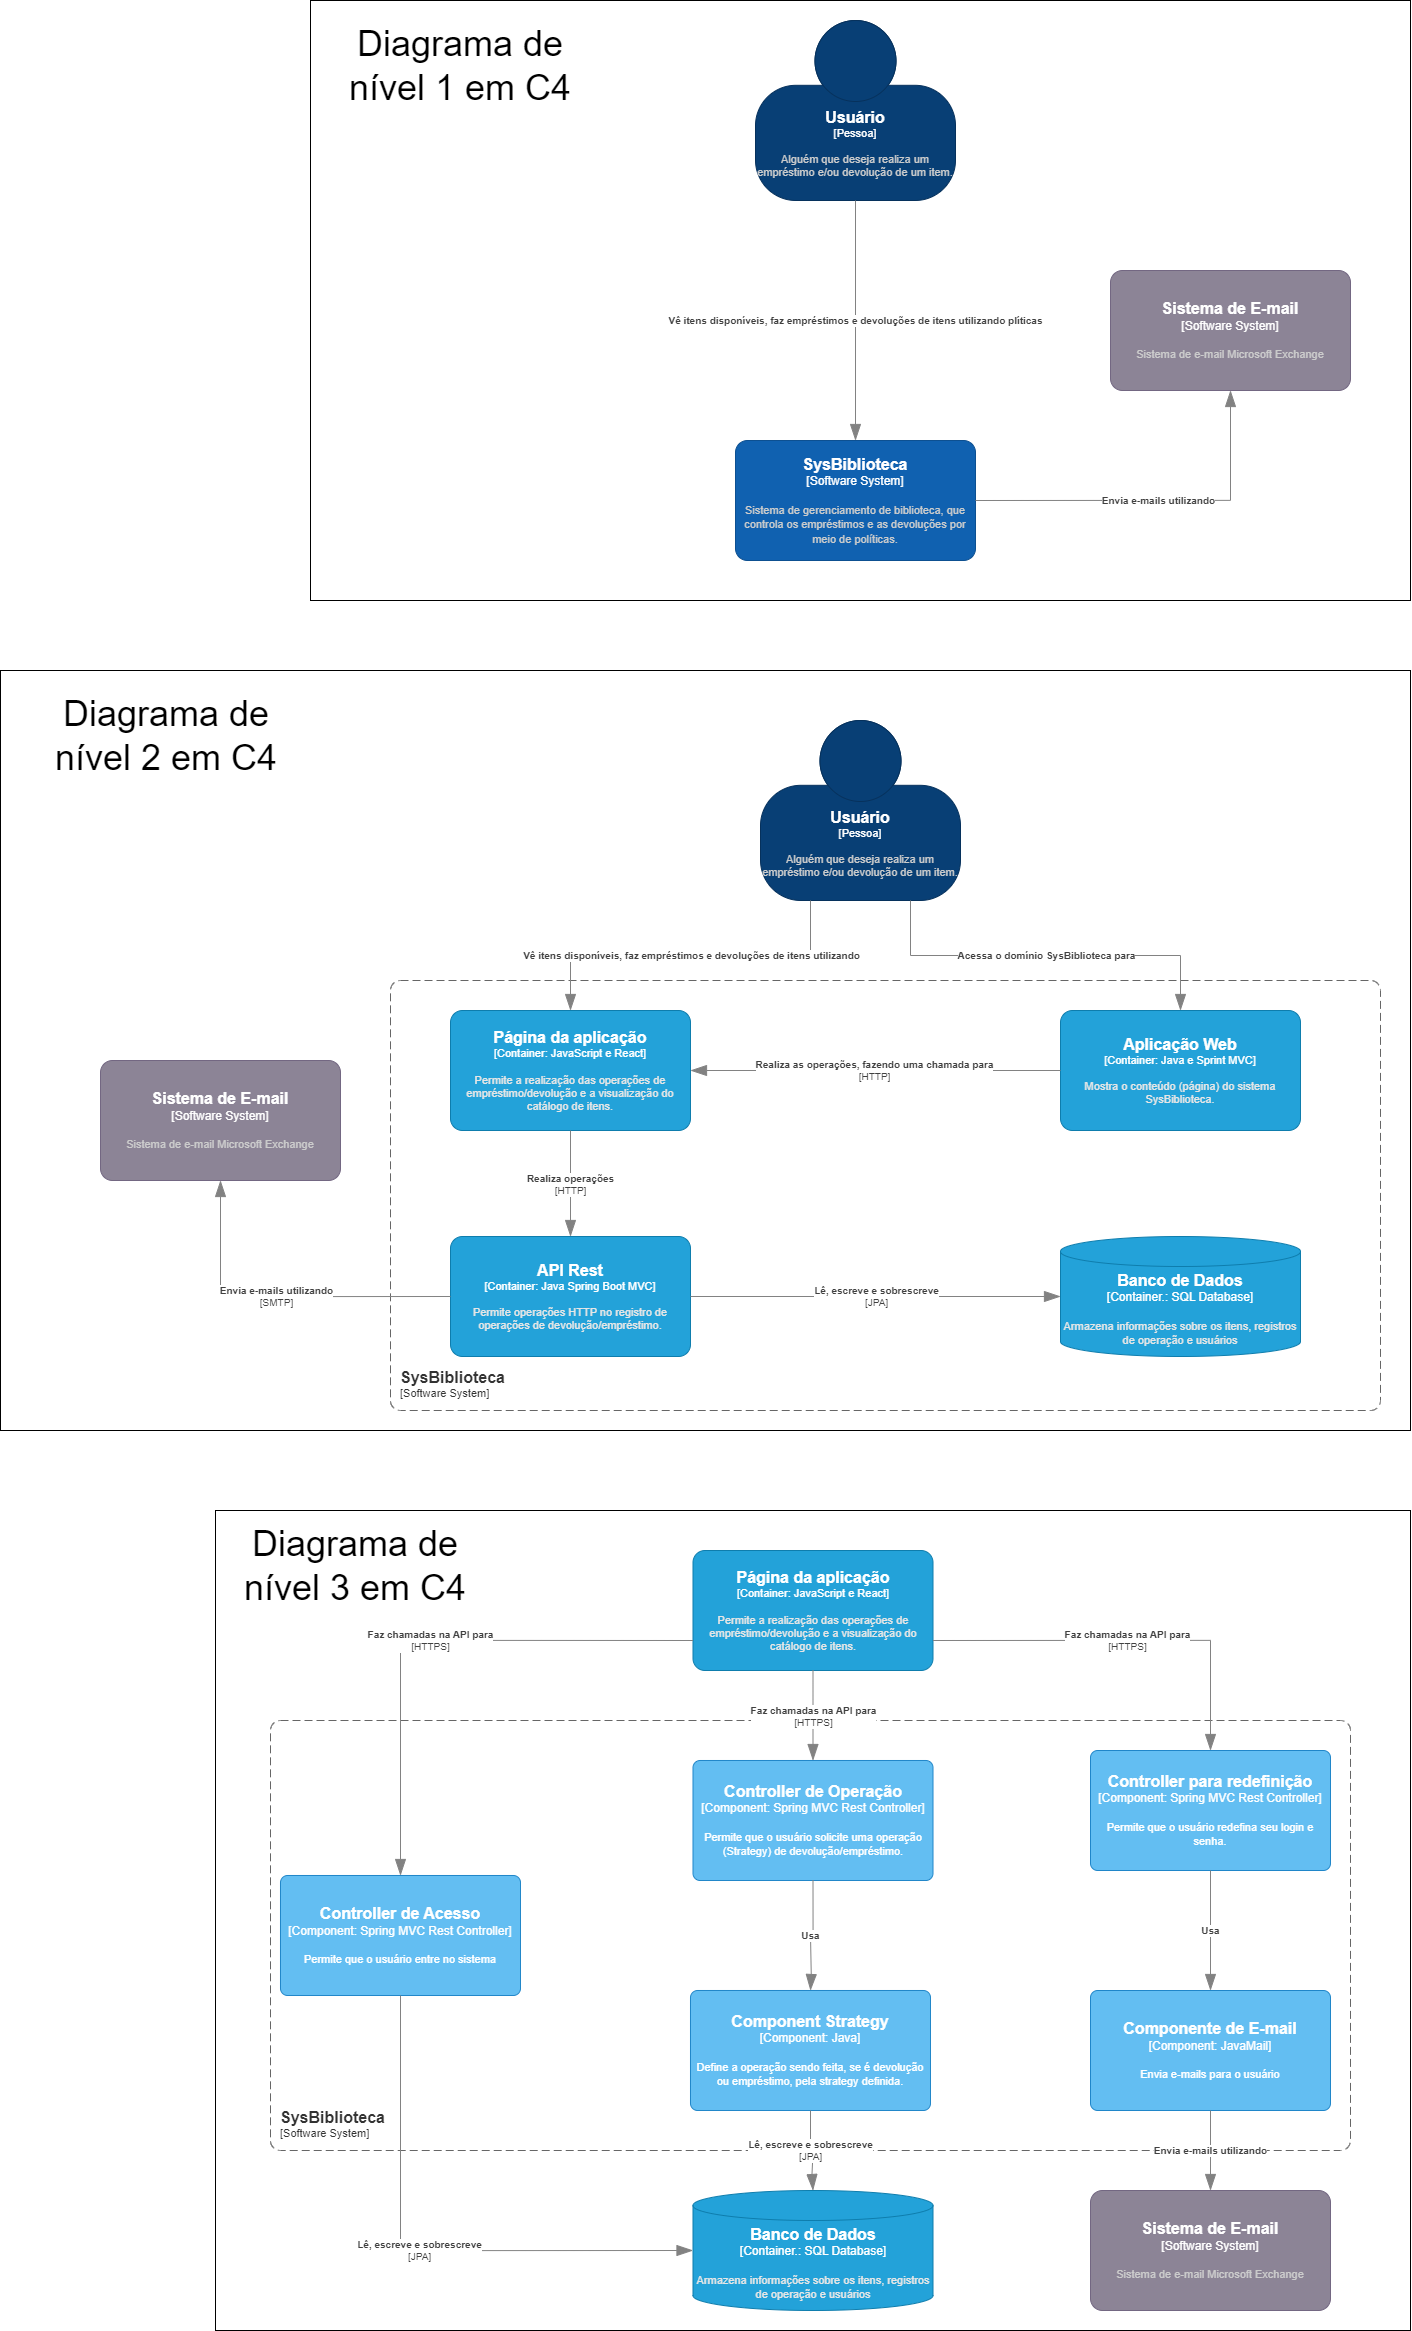 Diagrama de
nível 1 em C4
Usuário
[Pessoa]
Alguém que deseja realiza um
empréstimo e/ou devolução de um item.
Vê itens disponíveis, faz empréstimos e devoluções de itens utilizando plíticas
Sistema de E-mail
[Software System]
Sistema de e-mail Microsoft Exchange
SysBiblioteca
[Software System]
Sistema de gerenciamento de biblioteca, que
controla os empréstimos e as devoluções por
meio de políticas.
Envia e-mails utilizando
Diagrama de
nível 2 em C4
Usuário
[Pessoa]
Alguém que deseja realiza um
empréstimo e/ou devolução de um item.
Vê itens disponíveis, faz empréstimos e devoluções de itens utilizando
Acessa o domínio SysBiblioteca para
Página da aplicação
[Container: JavaScript e React]
Permite a realização das operações de
empréstimo/devolução e a visualização do
catálogo de itens.
Realiza as operações, fazendo uma chamada para
[HTTP]
Aplicação Web
[Container: Java e Sprint MVC]
Mostra o conteúdo (página) do sistema
SysBiblioteca.
Sistema de E-mail
[Software System]
Sistema de e-mail Microsoft Exchange
Realiza operações
[HTTP]
API Rest
[Container: Java Spring Boot MVC]
Permite operações HTTP no registro de
operações de devolução/empréstimo.
Envia e-mails utilizando
[SMTP]
Lê, escreve e sobrescreve
[JPA]
Banco de Dados
[Container.: SQL Database]
Armazena informações sobre os itens, registros
de operação e usuários
SysBiblioteca
[Software System]
Diagrama de
nível 3 em C4
Página da aplicação
[Container: JavaScript e React]
Permite a realização das operações de
empréstimo/devolução e a visualização do
catálogo de itens.
Faz chamadas na API para
[HTTPS]
Faz chamadas na API para
[HTTPS]
Faz chamadas na API para
[HTTPS]
Controller de Operação
[Component: Spring MVC Rest Controller]
Permite que o usuário solicite uma operação
(Strategy) de devolução/empréstimo.
Controller para redefinição
[Component: Spring MVC Rest Controller]
Permite que o usuário redefina seu login e
senha.
Controller de Acesso
[Component: Spring MVC Rest Controller]
Permite que o usuário entre no sistema
Usa
Usa
Component Strategy
[Component: Java]
Define a operação sendo feita, se é devolução
ou empréstimo, pela strategy definida.
Componente de E-mail
[Component: JavaMail]
Envia e-mails para o usuário
SysBiblioteca
[Software System]
Lê, escreve e sobrescreve
[JPA]
Envia e-mails utilizando
Lê, escreve e sobrescreve
[JPA]
Banco de Dados
[Container.: SQL Database]
Armazena informações sobre os itens, registros
de operação e usuários
Sistema de E-mail
[Software System]
Sistema de e-mail Microsoft Exchange